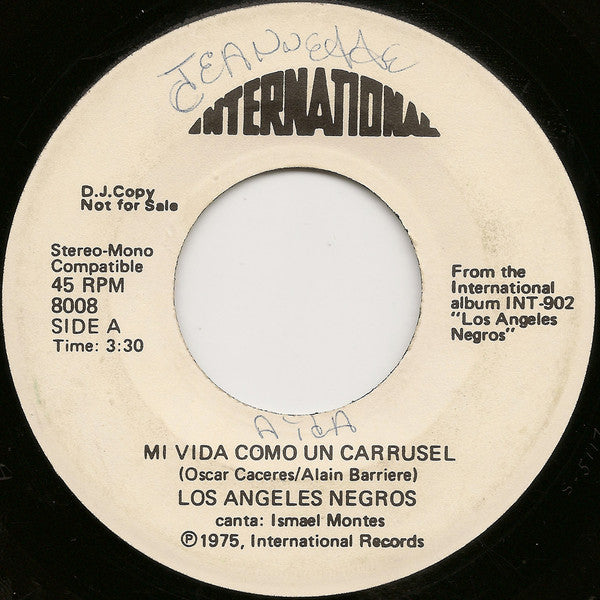 JEANNETTE
INTERNATIONAL
D.J. Copy
Not for Sale
Stereo-Mono
Compatible
45 RPM
8008
SIDE A
Time: 3:30
From the
International
album INT-902
"Los Angeles
Negros"
MI VIDA COMO UN CARRUSEL
(Oscar Caceres/Alain Barriere)
LOS ANGELES NEGROS
canta: Ismael Montes
℗1975, International Records